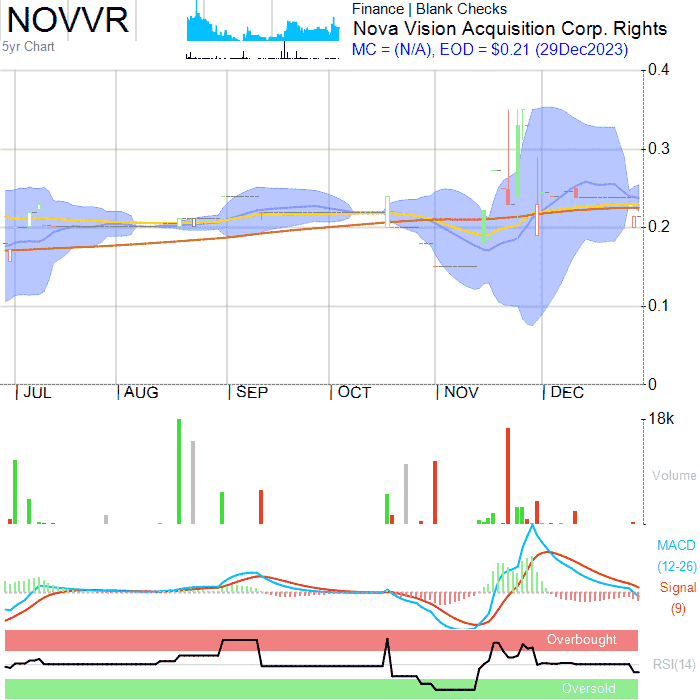 NOVVR
5yr Chart
Finance | Blank Checks
Nova Vision Acquisition Corp. Rights
MC = (N/A), EOD = $0.21 (29Dec2023)
0.4
0.3
0.2
0.1
0
JUL AUG SEP OCT NOV DEC
18k
Volume
MACD
(12-26)
Signal
(9)
Overbought
RSI(14)
Oversold